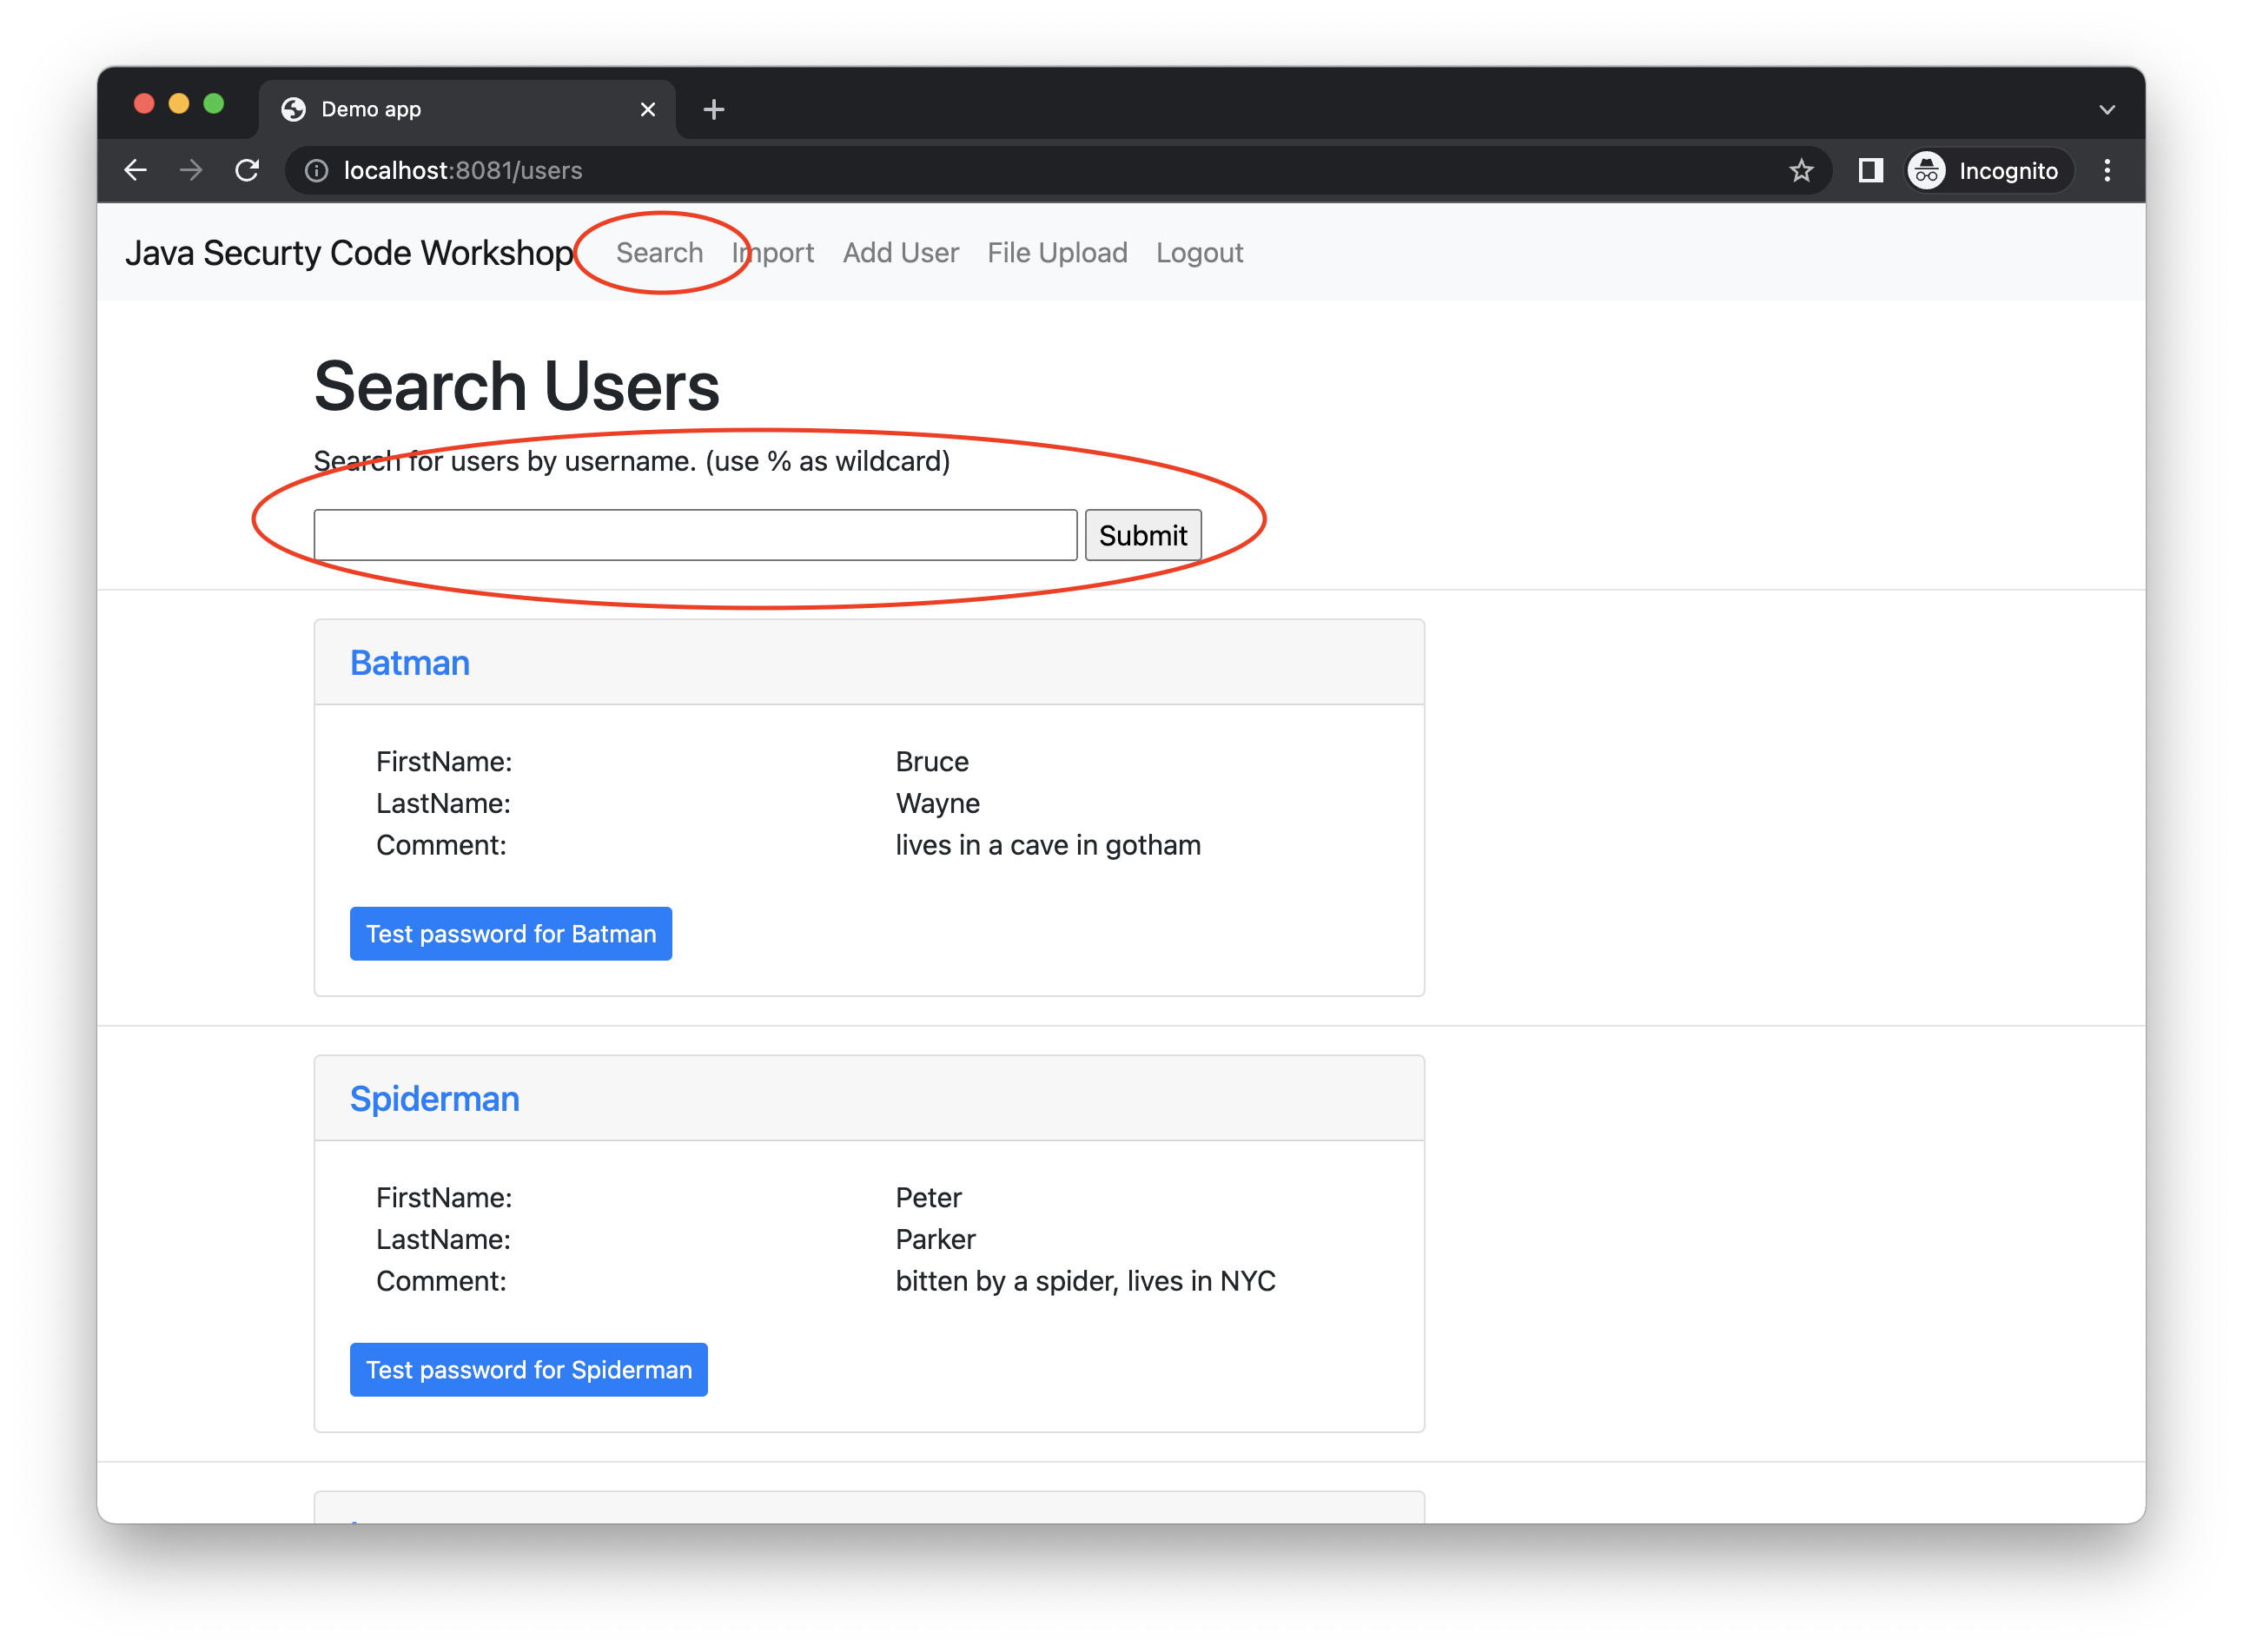 Demo app
localhost:8081/users
Incognito
Java Securty Code Workshop Search Import Add User File Upload Logout
Search Users
Search for users by username. (use % as wildcard)
Submit
Batman
FirstName: Bruce
LastName: Wayne
Comment: lives in a cave in gotham
Test password for Batman
Spiderman
FirstName: Peter
LastName: Parker
Comment: bitten by a spider, lives in NYC
Test password for Spiderman